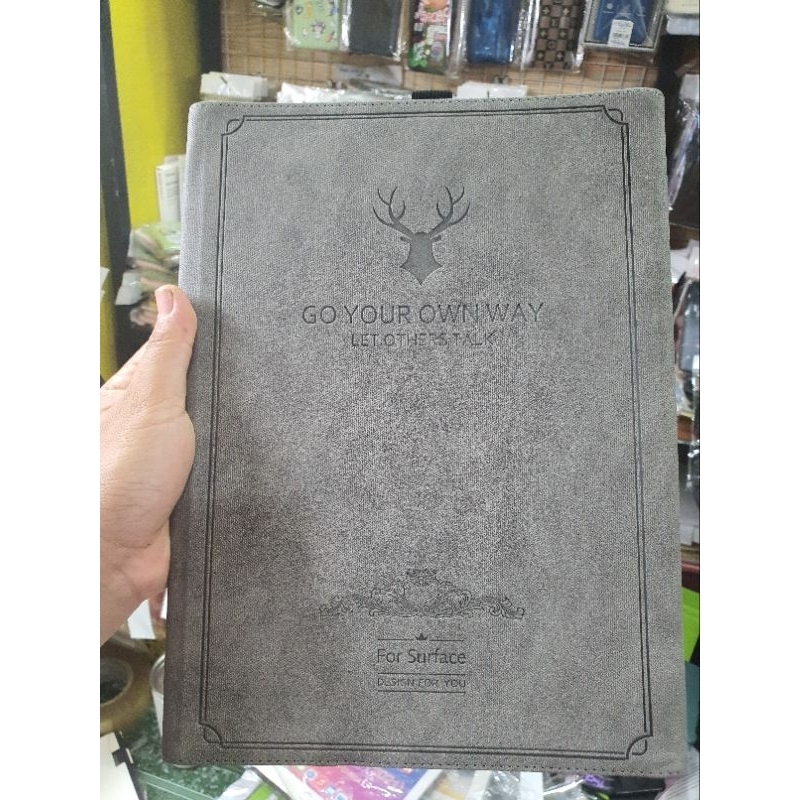 GO YOUR OWN WAY
LET OTHERS TALK
For Surface
DESIGN FOR YOU